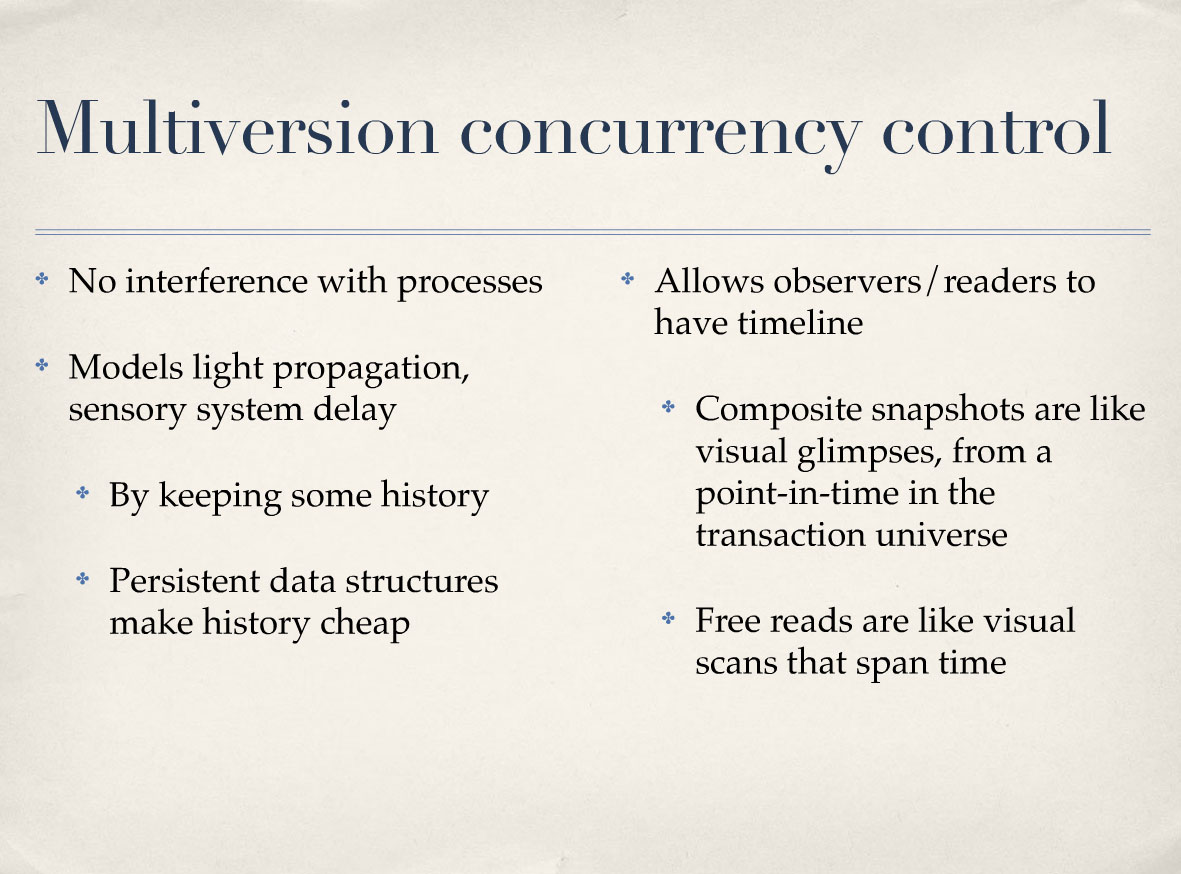 Multiversion concurrency control
No interference with processes
Models light propagation,
sensory system delay
By keeping some history
Persistent data structures
make history cheap
Allows observers/readers to
have timeline
Composite snapshots are like
visual glimpses, from a
point-in-time in the
transaction universe
Free reads are like visual
scans that span time